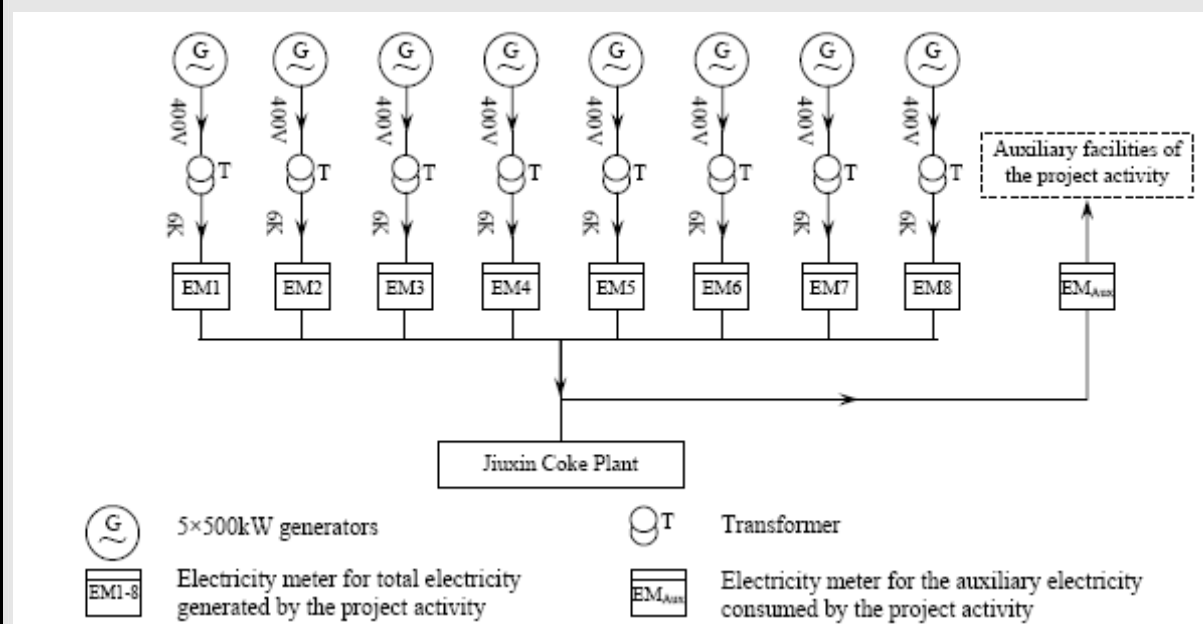 G G G G G G G G
400V 400V 400V 400V 400V 400V 400V 400V
T T T T T T T T
Auxiliary facilities of
the project activity
6K 6K 6K 6K 6K 6K 6K 6K
EM1 EM2 EM3 EM4 EM5 EM6 EM7 EM8 EMAux
Jiuxin Coke Plant
G 5×500kW generators
T Transformer
EM1-8 Electricity meter for total electricity
generated by the project activity
EMAux Electricity meter for the auxiliary electricity
consumed by the project activity